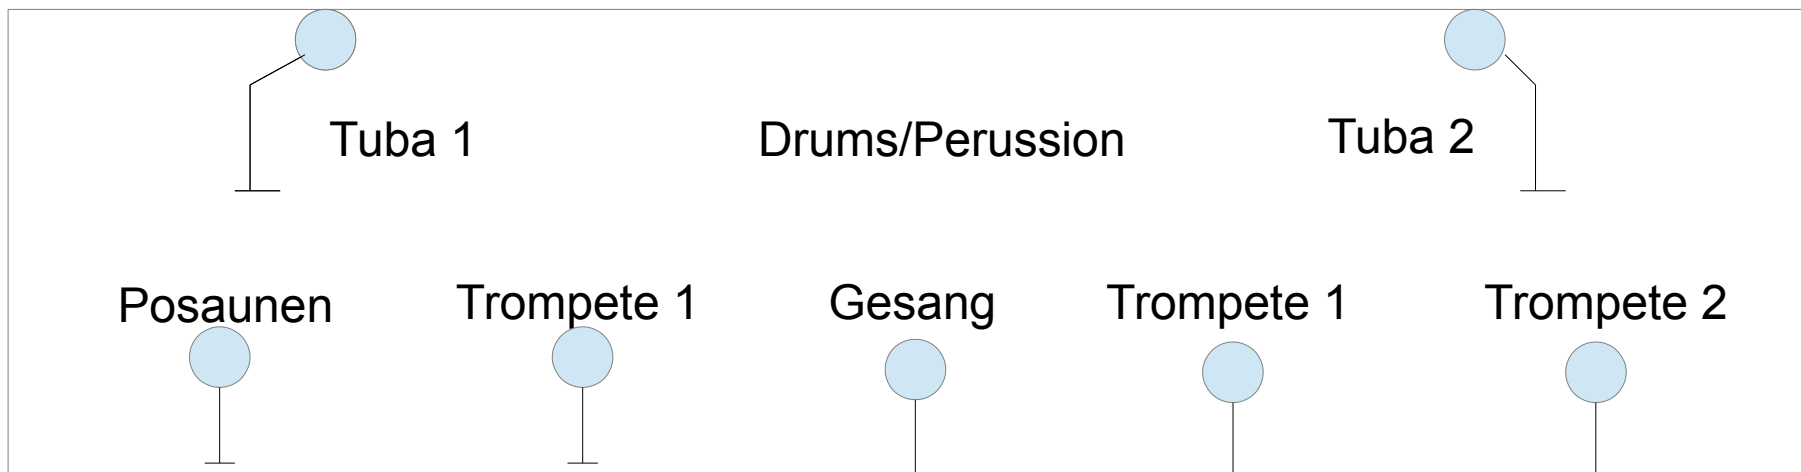 Tuba 1 Drums/Perussion Tuba 2
Posaunen Trompete 1 Gesang Trompete 1 Trompete 2